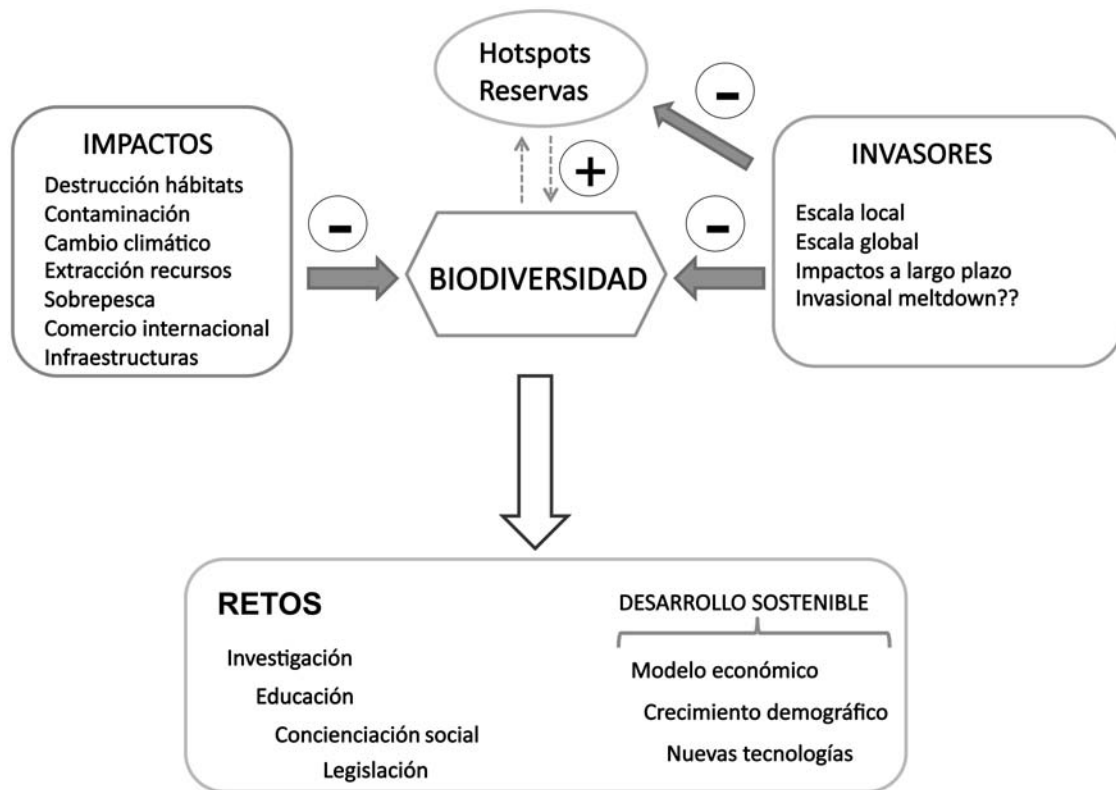 Hotspots
Reservas
-
IMPACTOS
Destrucción hábitats
Contaminación
Cambio climático
Extracción recursos
Sobrepesca
Comercio internacional
Infraestructuras
-
+
BIODIVERSIDAD
-
INVASORES
Escala local
Escala global
Impactos a largo plazo
Invasional meltdown??
RETOS
Investigación
Educación
Concienciación social
Legislación
DESARROLLO SOSTENIBLE
Modelo económico
Crecimiento demográfico
Nuevas tecnologías